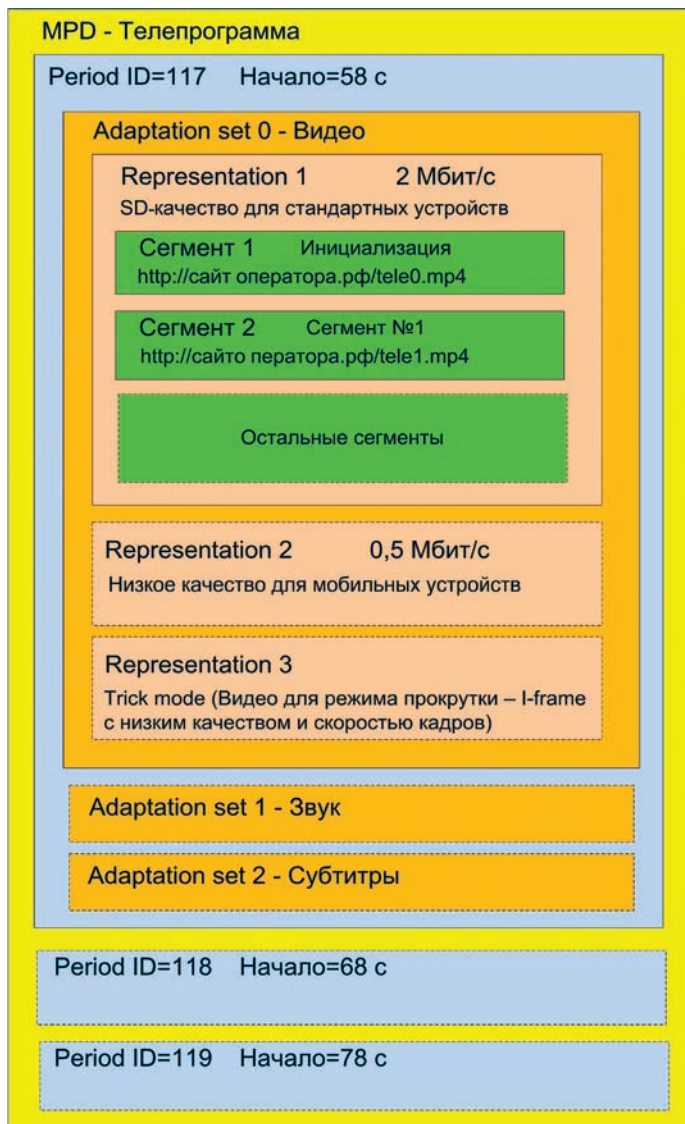 MPD - Телепрограмма
Period ID=117 Начало=58 с
Adaptation set 0 - Видео
Representation 1 2 Мбит/с
SD-качество для стандартных устройств
Сегмент 1 Инициализация
http://сайт оператора.рф/tele0.mp4
Сегмент 2 Сегмент №1
http://сайто ператора.рф/tele1.mp4
Остальные сегменты
Representation 2 0,5 Мбит/с
Низкое качество для мобильных устройств
Representation 3
Trick mode (Видео для режима прокрутки – I-frame
с низким качеством и скоростью кадров)
Adaptation set 1 - Звук
Adaptation set 2 - Субтитры
Period ID=118 Начало=68 с
Period ID=119 Начало=78 с